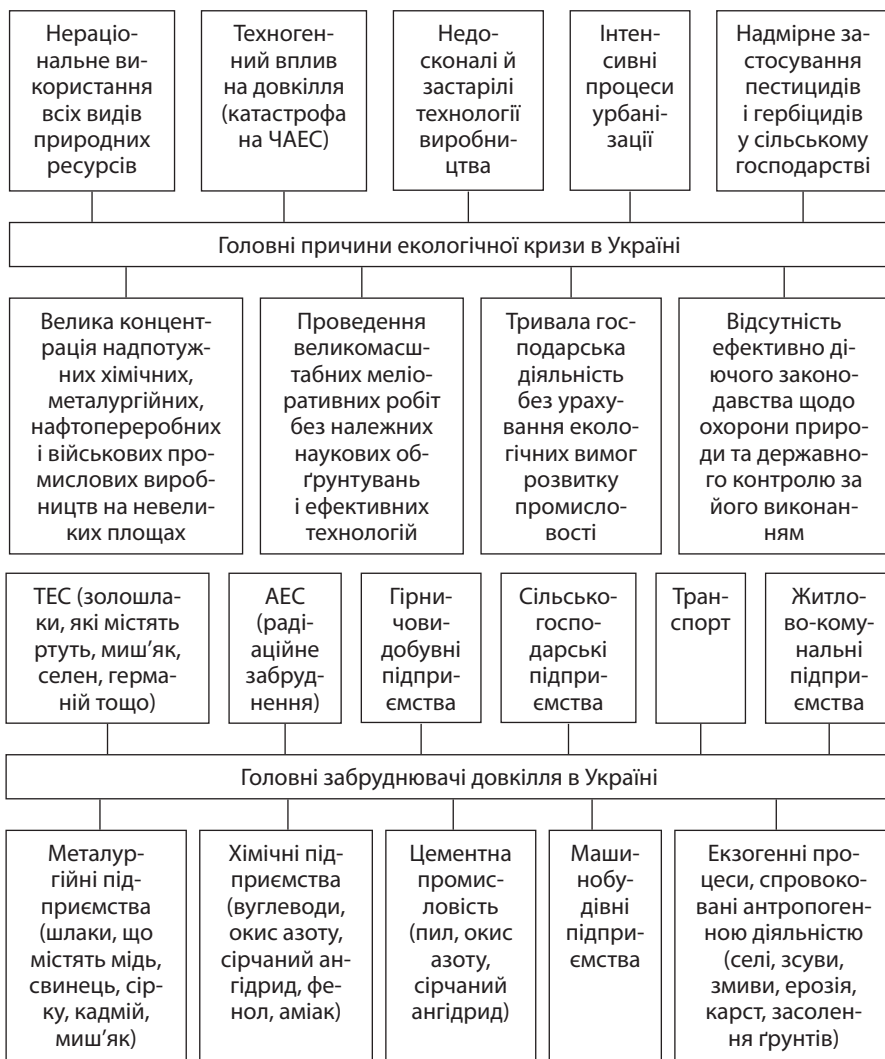 Нераціо-
нальне ви-
користання
всіх видів
природних
ресурсів
Техноген-
ний вплив
на довкілля
(катастрофа
на ЧАЕС)
Недо-
сконалі й
застарілі
технології
виробни-
цтва
Інтен-
сивні
процеси
урбані-
зації
Надмірне за-
стосування
пестицидів
і гербіцидів
у сільському
господарстві
Головні причини екологічної кризи в Україні
Велика концент-
рація надпотуж-
них хімічних,
металургійних,
нафтопереробних
і військових про-
мислових вироб-
ництв на невели-
ких площах
Проведення
великомасш-
табних меліо-
ративних робіт
без належних
наукових об-
ґрунтувань
і ефективних
технологій
Тривала гос-
подарська
діяльність
без ураху-
вання еколо-
гічних вимог
розвитку
промисло-
вості
Відсутність
ефективно ді-
ючого законо-
давства щодо
охорони приро-
ди та державно-
го контролю за
його виконан-
ням
ТЕС (золошла-
ки, які містять
ртуть, миш'як,
селен, герма-
ній тощо)
АЕС
(раді-
аційне
забруд-
нення)
Гірни-
чови-
добувні
підпри-
ємства
Сілько-
госпо-
дарські
підпри-
ємства
Тран-
спорт
Житло-
во-кому-
нальні
підпри-
ємства
Головні забруднювачі довкілля в Україні
Металур-
гійні під-
приємства
(шлаки, що
містять мідь,
свинець, сір-
ку, кадмій,
миш'як)
Хімічні під-
приємства
(вуглеводи,
окис азоту,
сірчаний ан-
гідрид, фе-
нол, аміак)
Цементна
промис-
ловість
(пил, окис
азоту,
сірчаний
ангідрид)
Маши-
нобу-
дівні
підпри-
ємства
Екзогенні про-
цеси, спровоко-
вані антропоген-
ною діяльністю
(селі, зсуви,
змиви, ерозія,
карст, засолен-
ня ґрунтів)